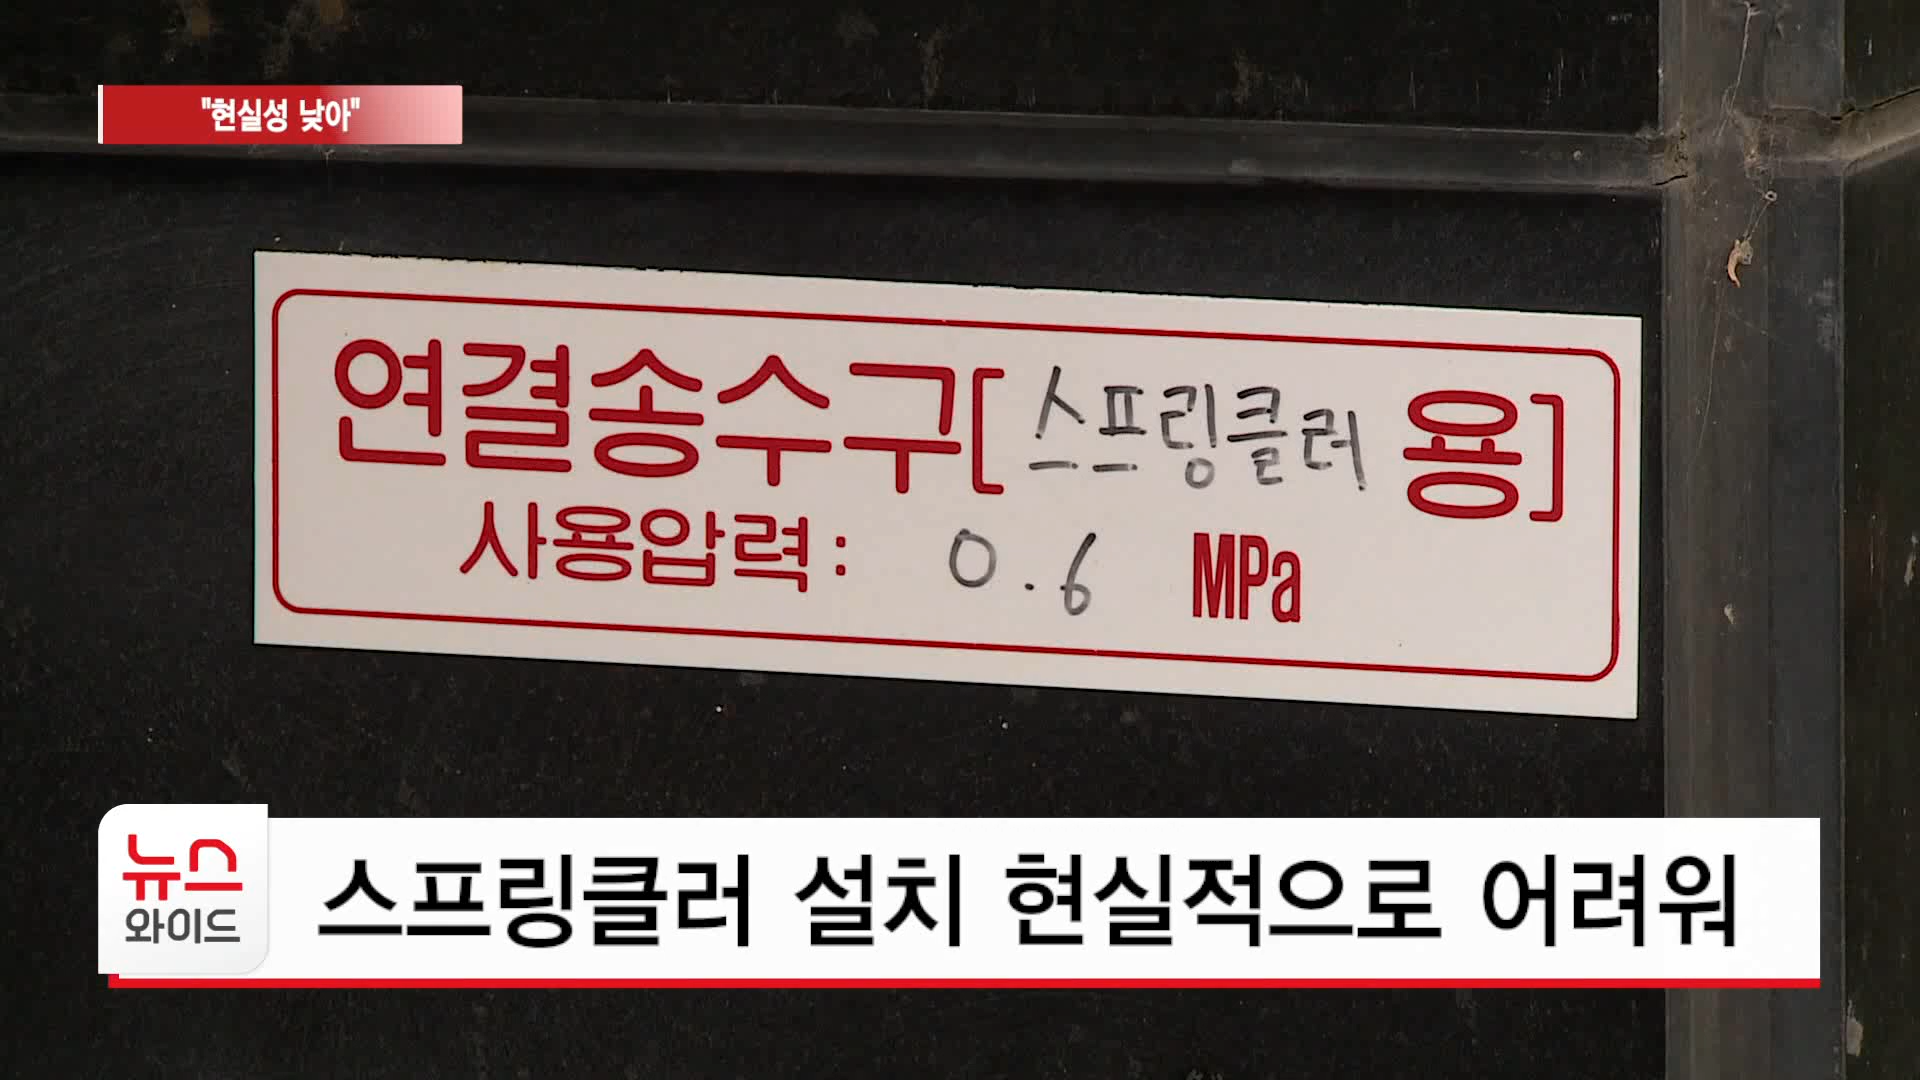 "현실성 낮아"
연결송수구[스프링클러 용]
사용압력: 0.6 MPa
뉴스
와이드
스프링클러 설치 현실적으로 어려워